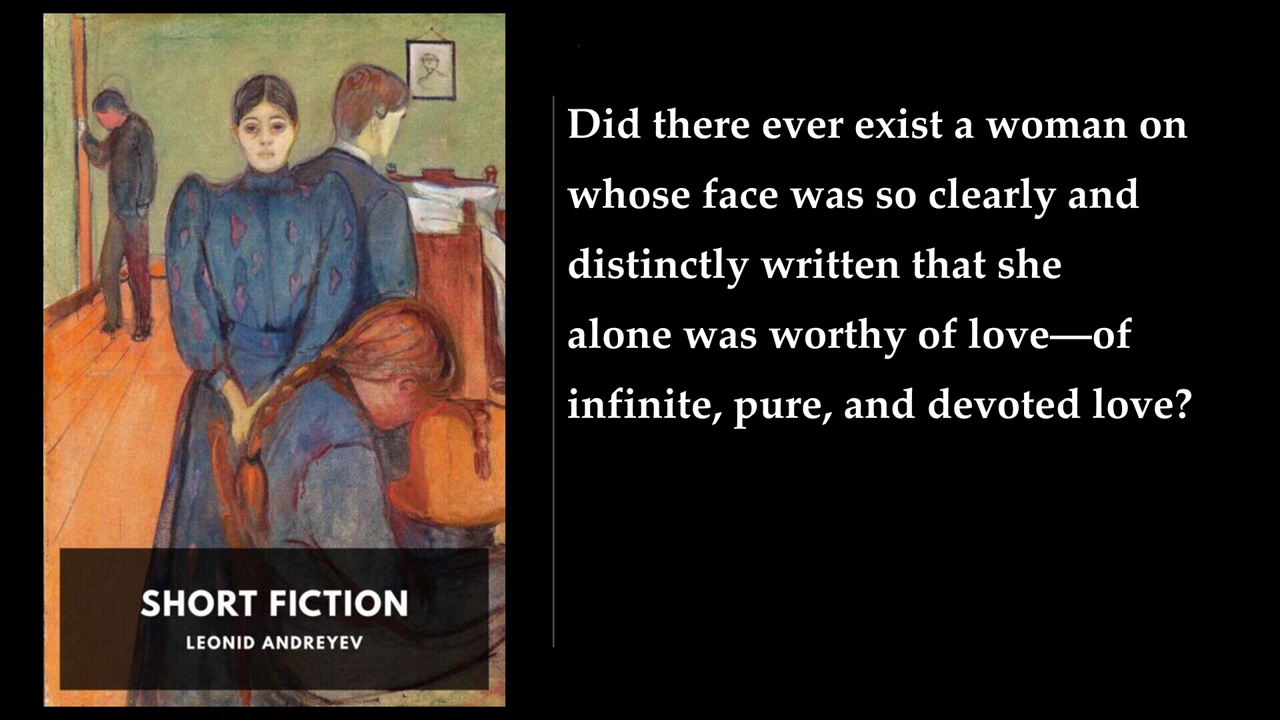 Did there ever exist a woman on
whose face was so clearly and
distinctly written that she
alone was worthy of love—of
infinite, pure, and devoted love?
SHORT FICTION
LEONID ANDREYEV